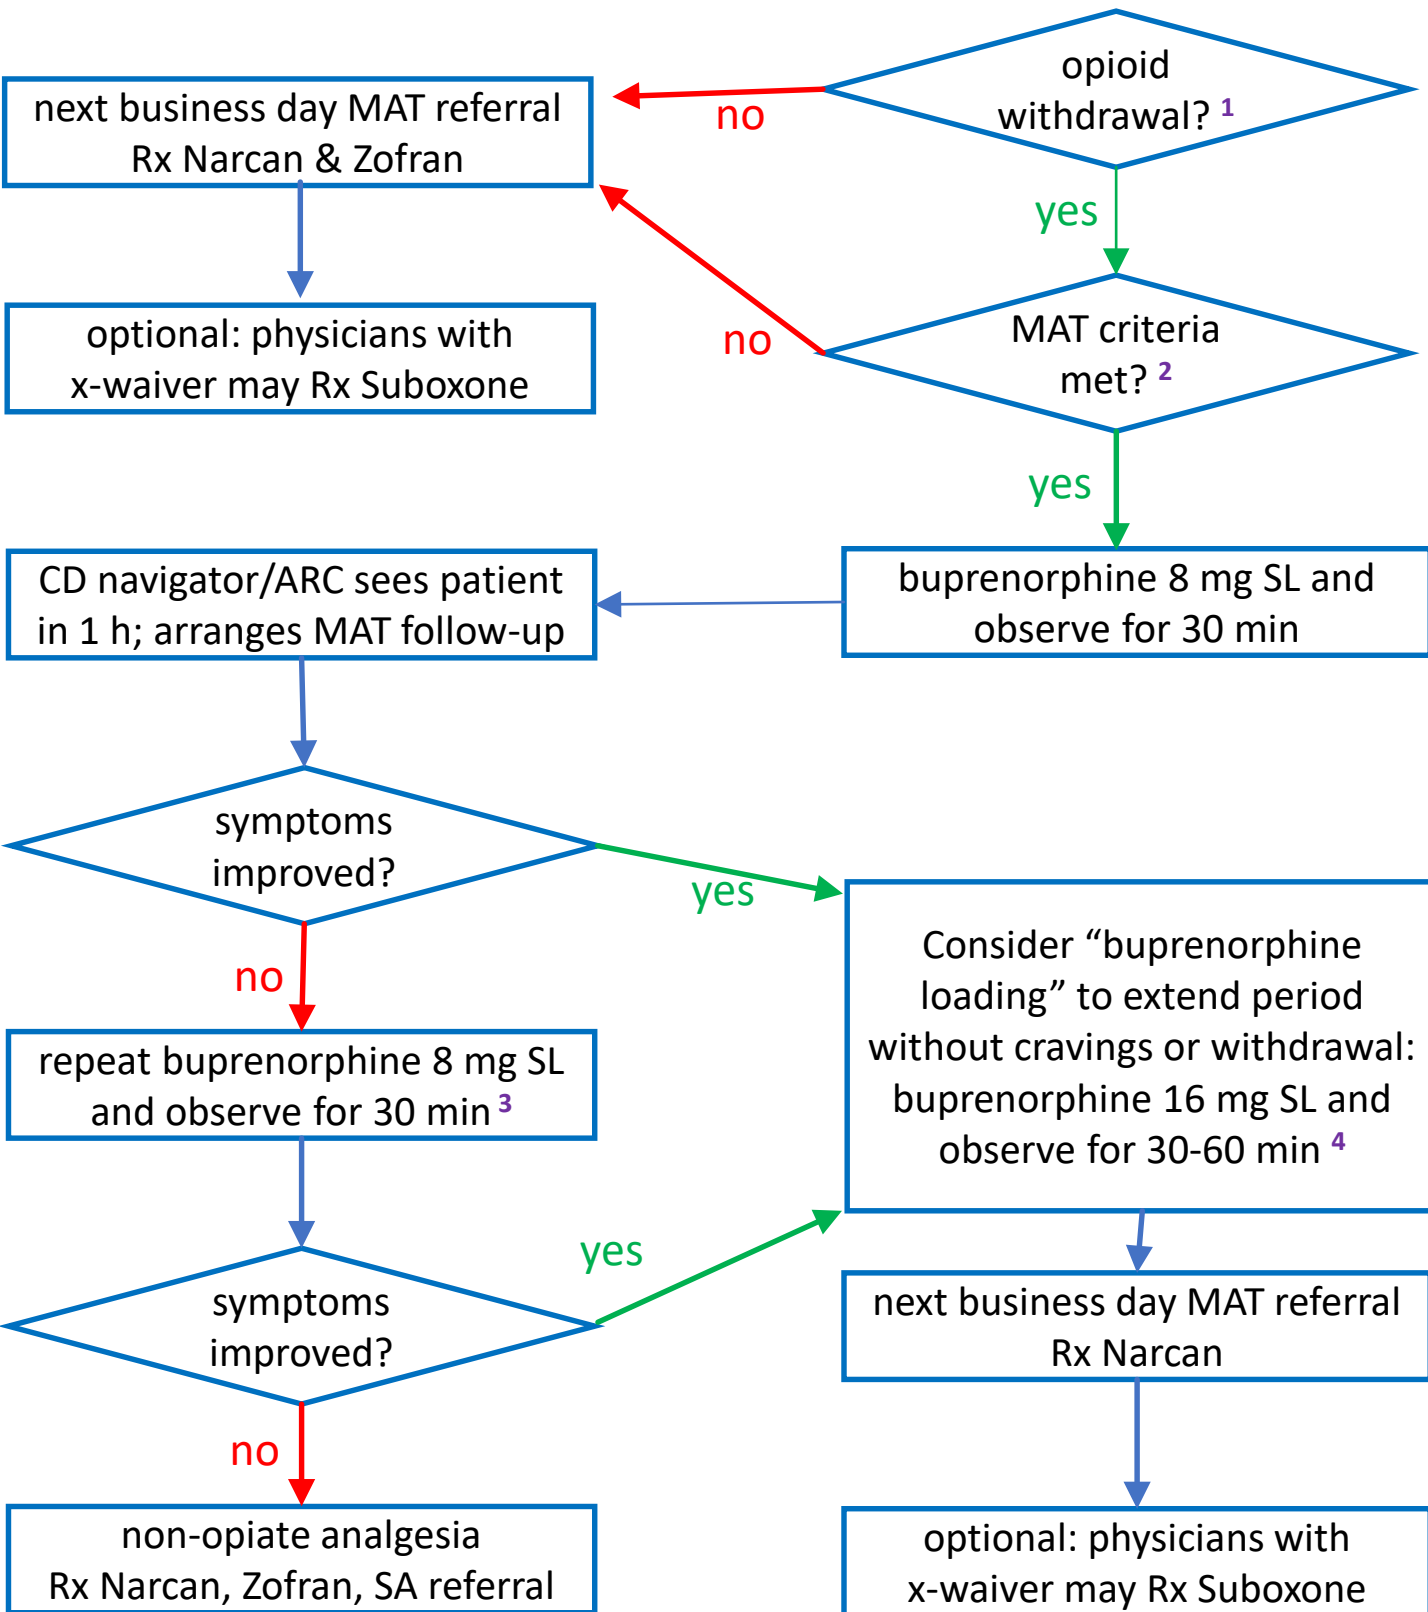 opioid
withdrawal? 1
no
next business day MAT referral
Rx Narcan & Zofran
yes
optional: physicians with
x-waiver may Rx Suboxone
no
MAT criteria
met? 2
yes
buprenorphine 8 mg SL and
observe for 30 min
CD navigator/ARC sees patient
in 1 h; arranges MAT follow-up
symptoms
improved?
yes
no
Consider “buprenorphine
loading” to extend period
without cravings or withdrawal:
buprenorphine 16 mg SL and
observe for 30-60 min 4
repeat buprenorphine 8 mg SL
and observe for 30 min 3
yes
symptoms
improved?
next business day MAT referral
Rx Narcan
no
non-opiate analgesia
Rx Narcan, Zofran, SA referral
optional: physicians with
x-waiver may Rx Suboxone